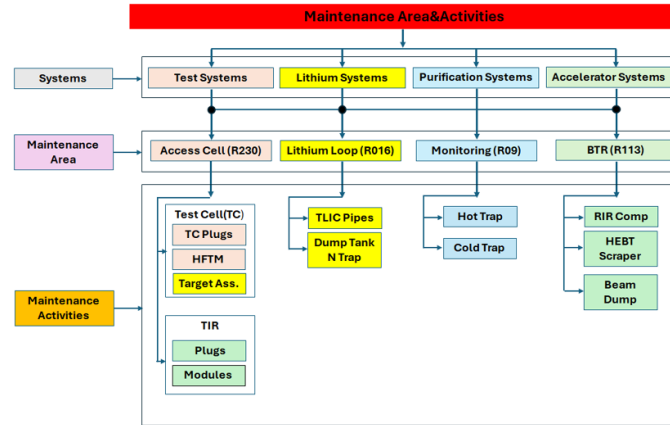 Maintenance Area&Activities
Systems
Test Systems
Lithium Systems
Purification Systems
Accelerator Systems
Maintenance
Area
Access Cell (R230)
Lithium Loop (R016)
Monitoring (R09)
BTR (R113)
Maintenance
Activities
Test Cell(TC)
TC Plugs
HFTM
Target Ass.
TIR
Plugs
Modules
TLIC Pipes
Dump Tank
N Trap
Hot Trap
Cold Trap
RIR Comp
HEBT
Scraper
Beam
Dump